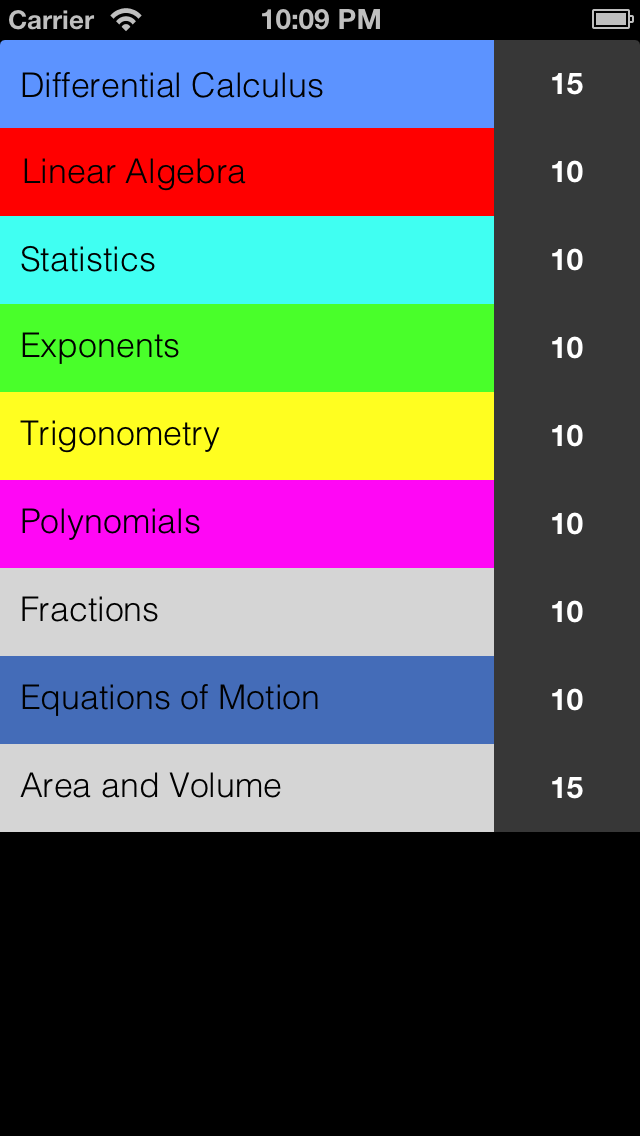 Carrier 10:09 PM
Differential Calculus 15
Linear Algebra 10
Statistics 10
Exponents 10
Trigonometry 10
Polynomials 10
Fractions 10
Equations of Motion 10
Area and Volume 15